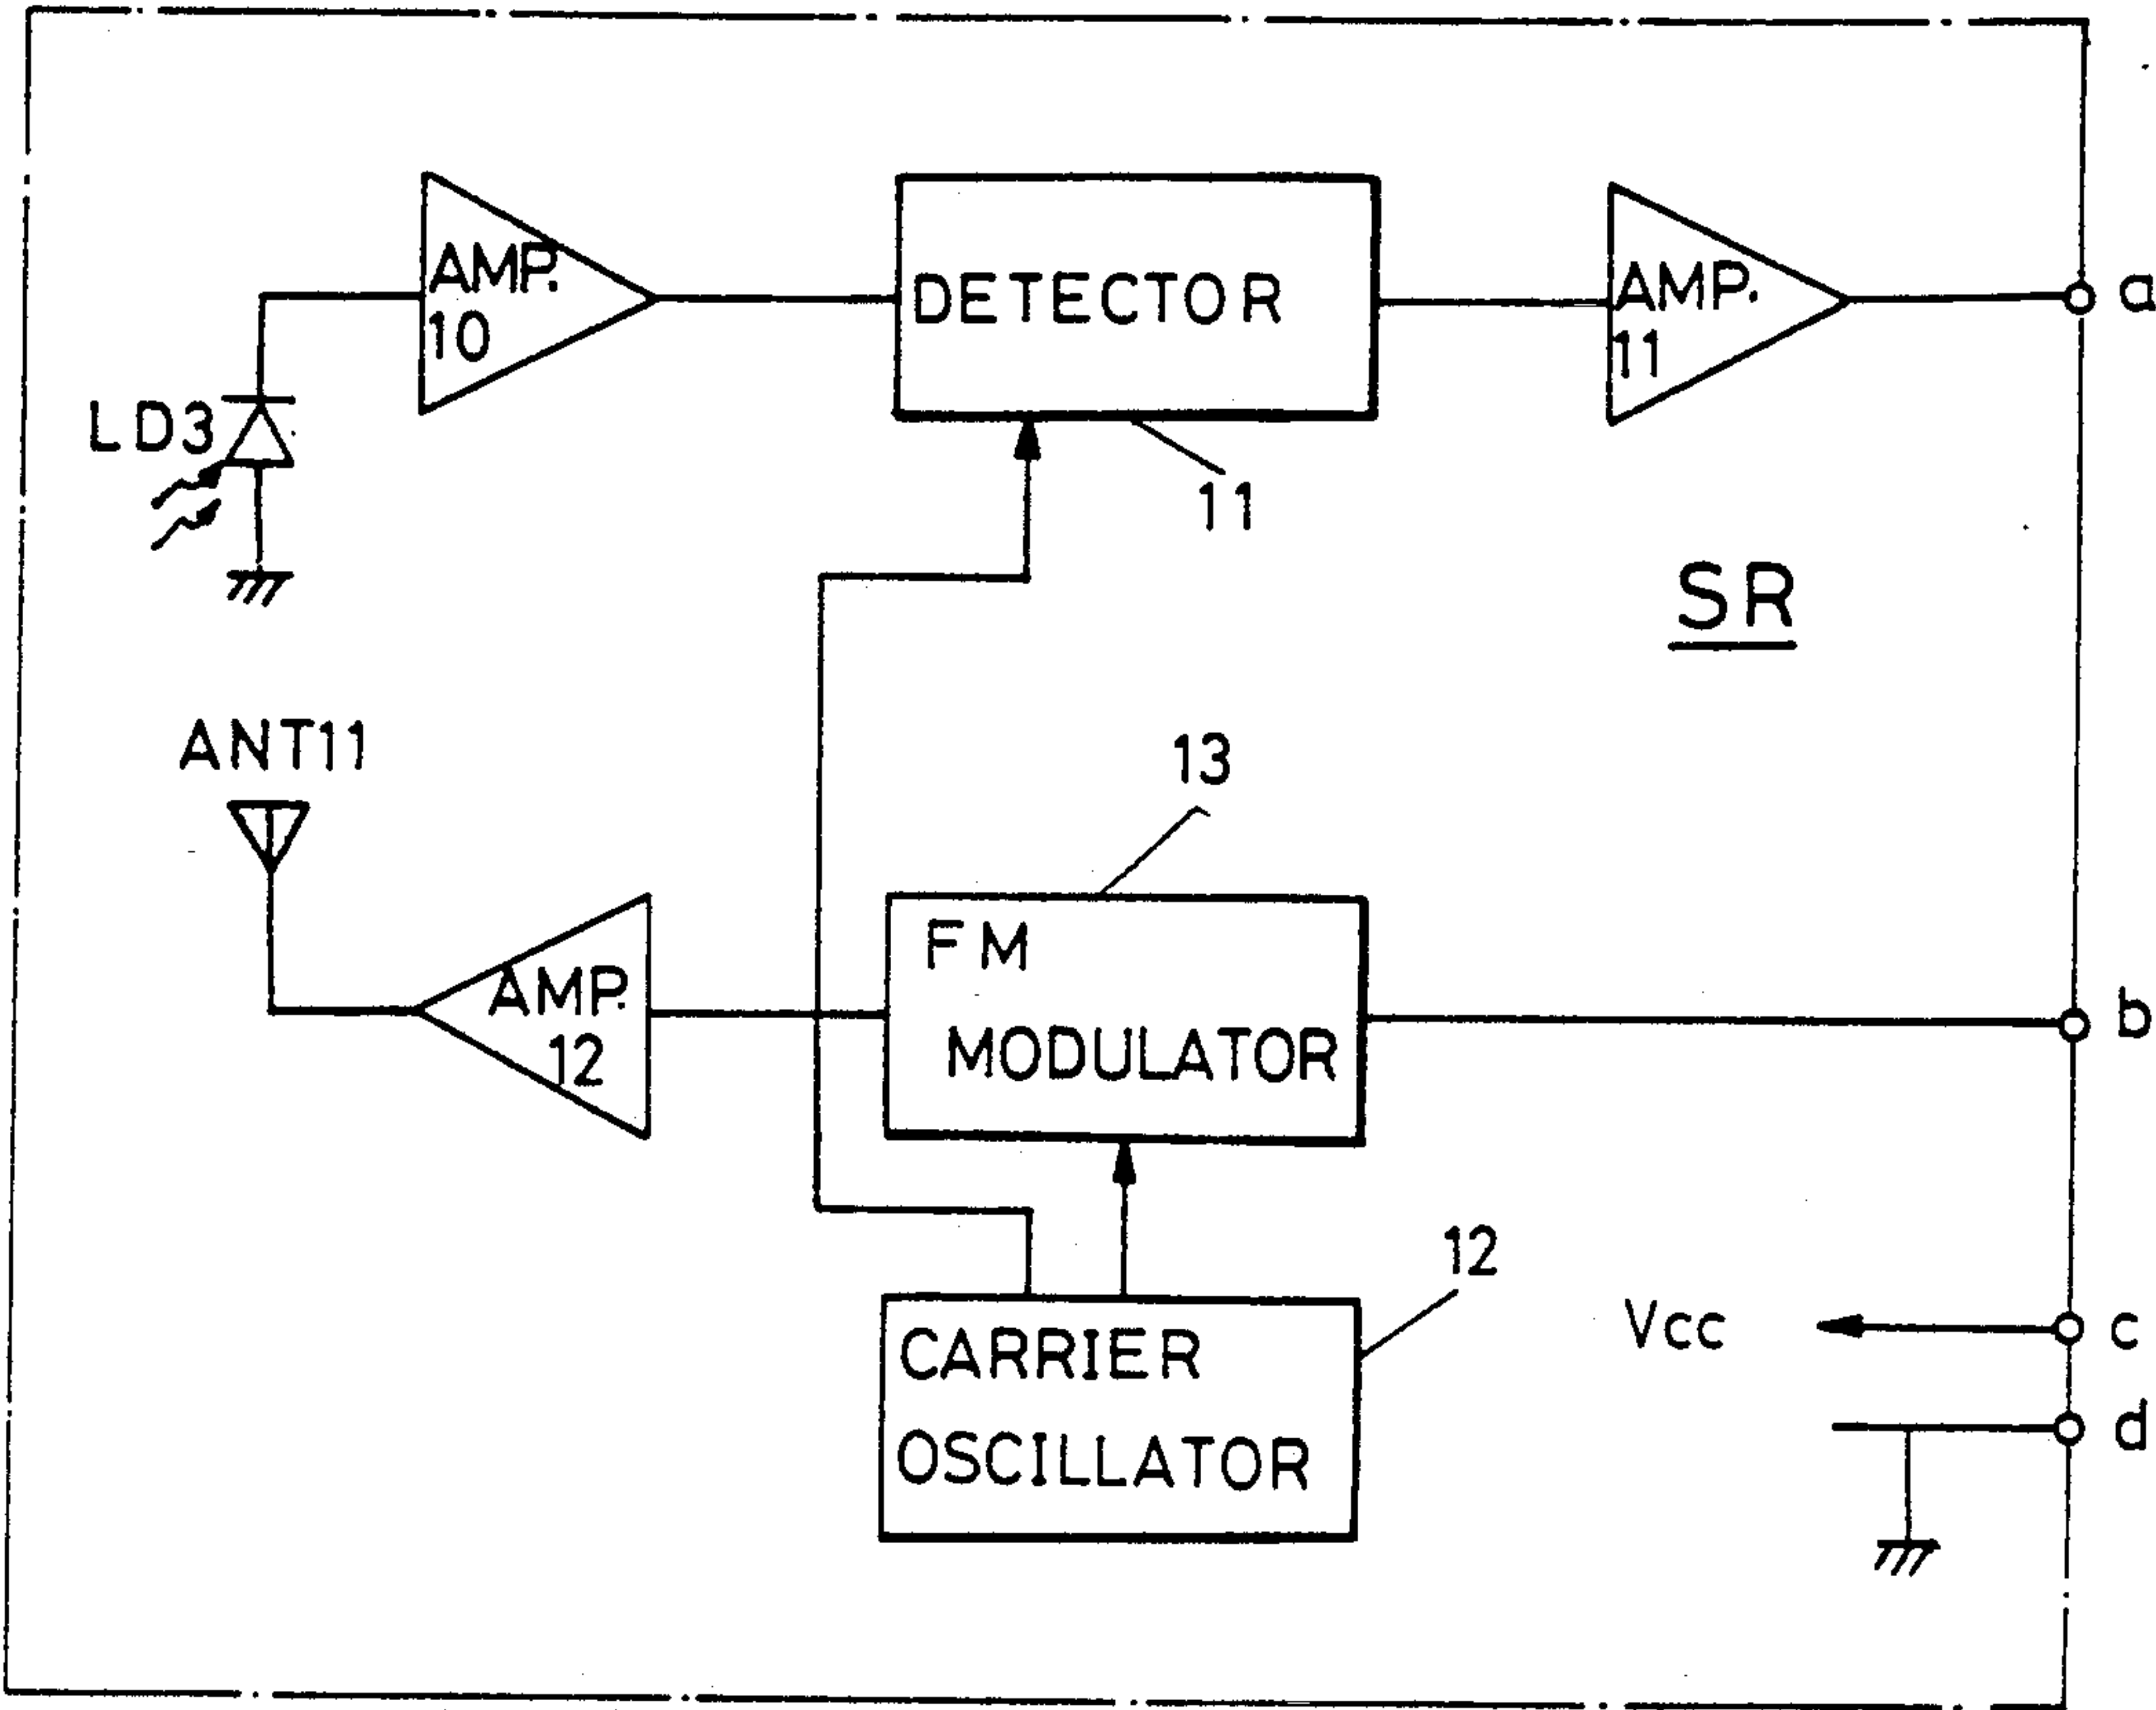 AMP.
10
DETECTOR
AMP.
11
a
LD3
11
SR
ANT11
13
AMP.
12
FM
MODULATOR
b
12
CARRIER
OSCILLATOR
Vcc
c
d